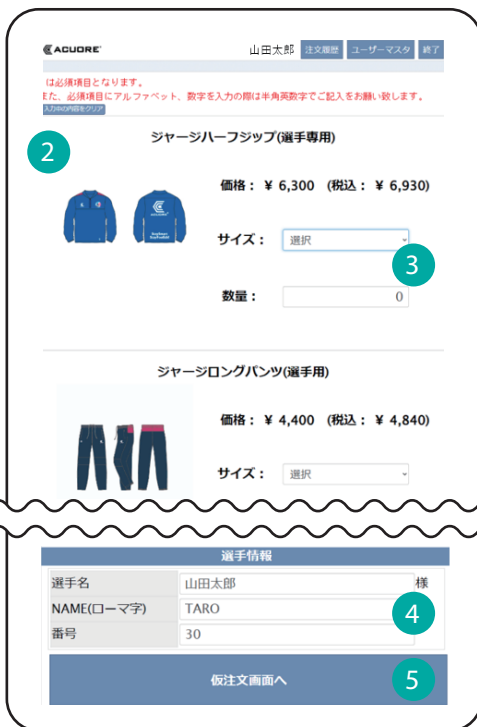 ACUORE
山田太郎 注文履歴 ユーザーマスタ 終了
は必須項目となります。
また、必須項目にアルファベット、数字を入力の際は半角英数字でご記入をお願い致します。
入力中の内容をクリア
2
ジャージハーフジップ(選手専用)
価格： ¥ 6,300 (税込： ¥ 6,930)
サイズ： 選択
3
数量： 0
ジャージロングパンツ(選手用)
価格： ¥ 4,400 (税込： ¥ 4,840)
サイズ： 選択
選手情報
選手名 山田太郎 様
NAME(ローマ字) TARO
4
番号 30
仮注文画面へ 5